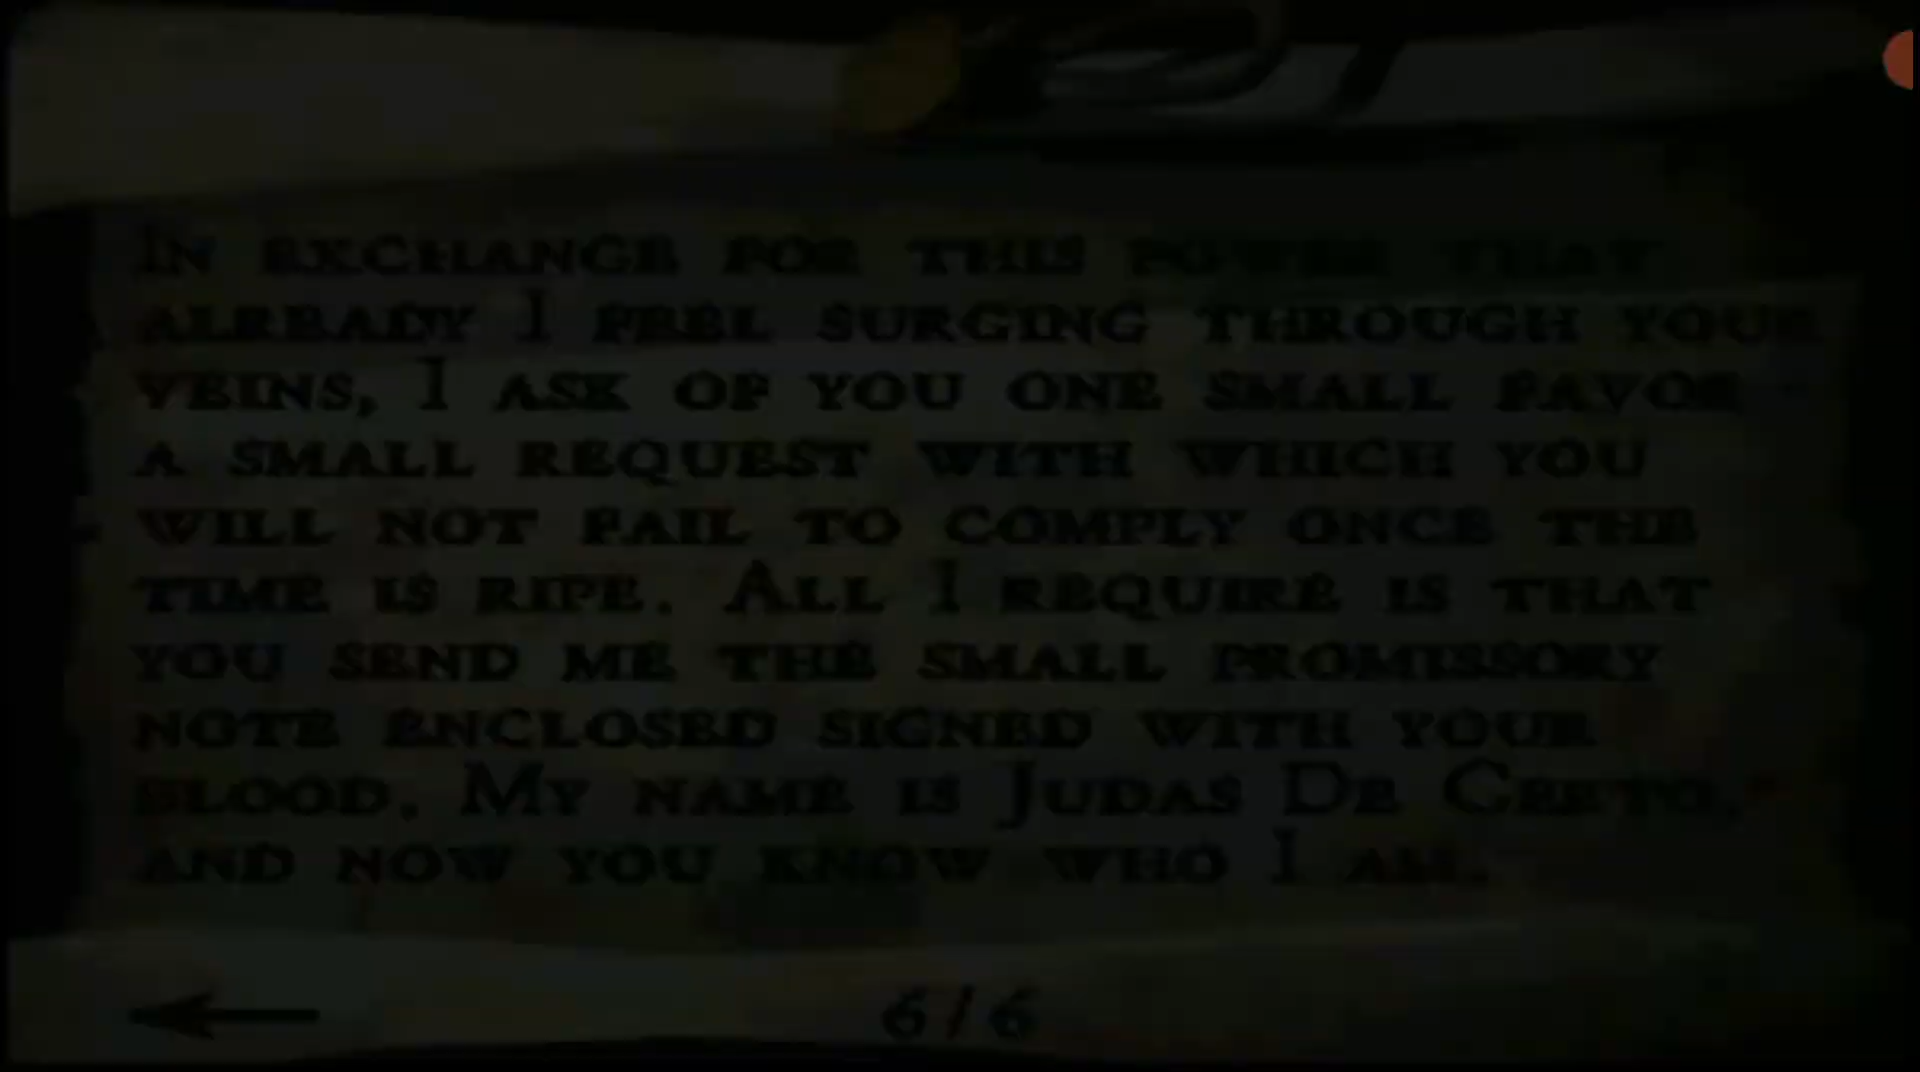 In exchange for this power that
already I feel surging through your
veins, I ask of you one small favor
a small request with which you
will not fail to comply once the
time is ripe. All I require is that
you send me the small promissory
note enclosed signed with your
blood. My name is Judas De
and now you know who I am.
6/6